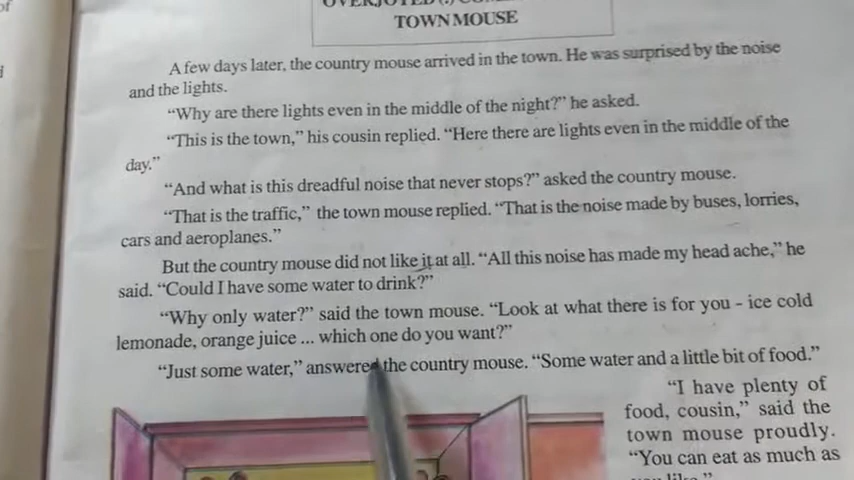 TOWN MOUSE
A few days later, the country mouse arrived in the town. He was surprised by the noise
and the lights.
“Why are there lights even in the middle of the night?” he asked.
“This is the town,” his cousin replied. “Here there are lights even in the middle of the
day.”
“And what is this dreadful noise that never stops?” asked the country mouse.
“That is the traffic,” the town mouse replied. “That is the noise made by buses, lorries,
cars and aeroplanes.”
But the country mouse did not like it at all. “All this noise has made my head ache,” he
said. “Could I have some water to drink?”
“Why only water?” said the town mouse. “Look at what there is for you - ice cold
lemonade, orange juice ... which one do you want?”
“Just some water,” answered the country mouse. “Some water and a little bit of food.”
“I have plenty of
food, cousin,” said the
town mouse proudly.
“You can eat as much as